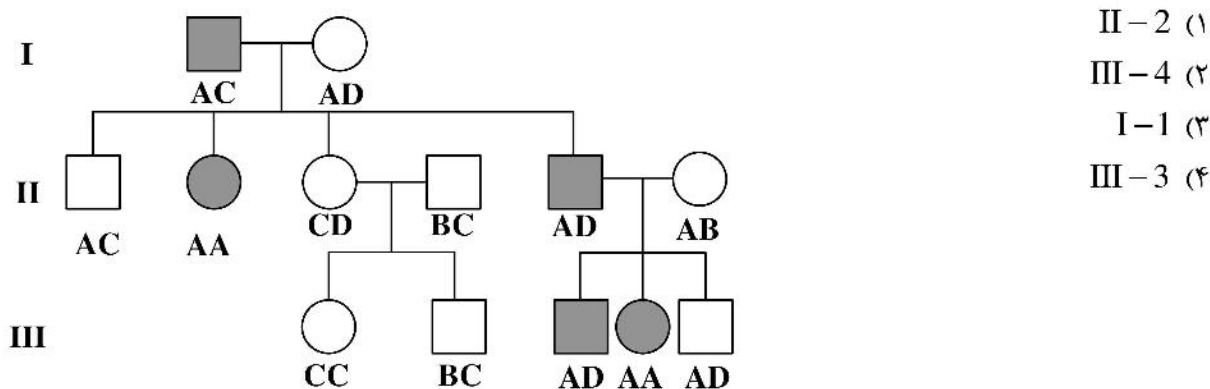 I
AC AD
II
AC AA CD BC AD AB
III
CC BC AD AA AD
۱) II – 2
۲) III – 4
۳) I – 1
۴) III – 3